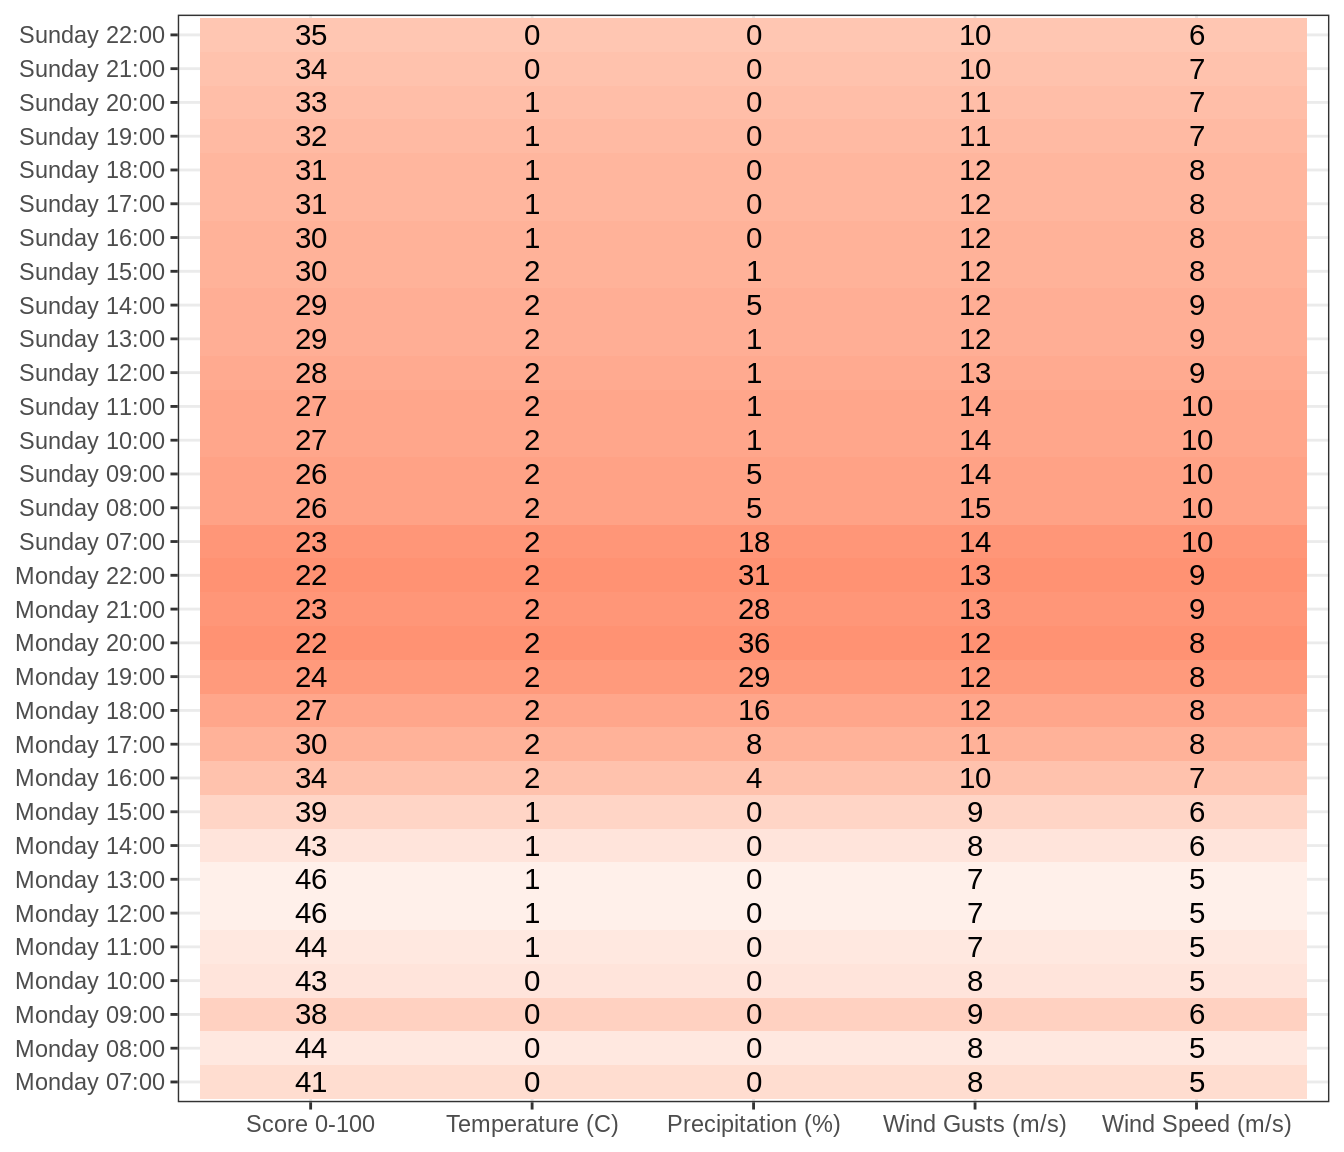 Sunday 22:00 35 0 0 10 6
Sunday 21:00 34 0 0 10 7
Sunday 20:00 33 1 0 11 7
Sunday 19:00 32 1 0 11 7
Sunday 18:00 31 1 0 12 8
Sunday 17:00 31 1 0 12 8
Sunday 16:00 30 1 0 12 8
Sunday 15:00 30 2 1 12 8
Sunday 14:00 29 2 5 12 9
Sunday 13:00 29 2 1 12 9
Sunday 12:00 28 2 1 13 9
Sunday 11:00 27 2 1 14 10
Sunday 10:00 27 2 1 14 10
Sunday 09:00 26 2 5 14 10
Sunday 08:00 26 2 5 15 10
Sunday 07:00 23 2 18 14 10
Monday 22:00 22 2 31 13 9
Monday 21:00 23 2 28 13 9
Monday 20:00 22 2 36 12 8
Monday 19:00 24 2 29 12 8
Monday 18:00 27 2 16 12 8
Monday 17:00 30 2 8 11 8
Monday 16:00 34 2 4 10 7
Monday 15:00 39 1 0 9 6
Monday 14:00 43 1 0 8 6
Monday 13:00 46 1 0 7 5
Monday 12:00 46 1 0 7 5
Monday 11:00 44 1 0 7 5
Monday 10:00 43 0 0 8 5
Monday 09:00 38 0 0 9 6
Monday 08:00 44 0 0 8 5
Monday 07:00 41 0 0 8 5
Score 0-100 Temperature (C) Precipitation (%) Wind Gusts (m/s) Wind Speed (m/s)